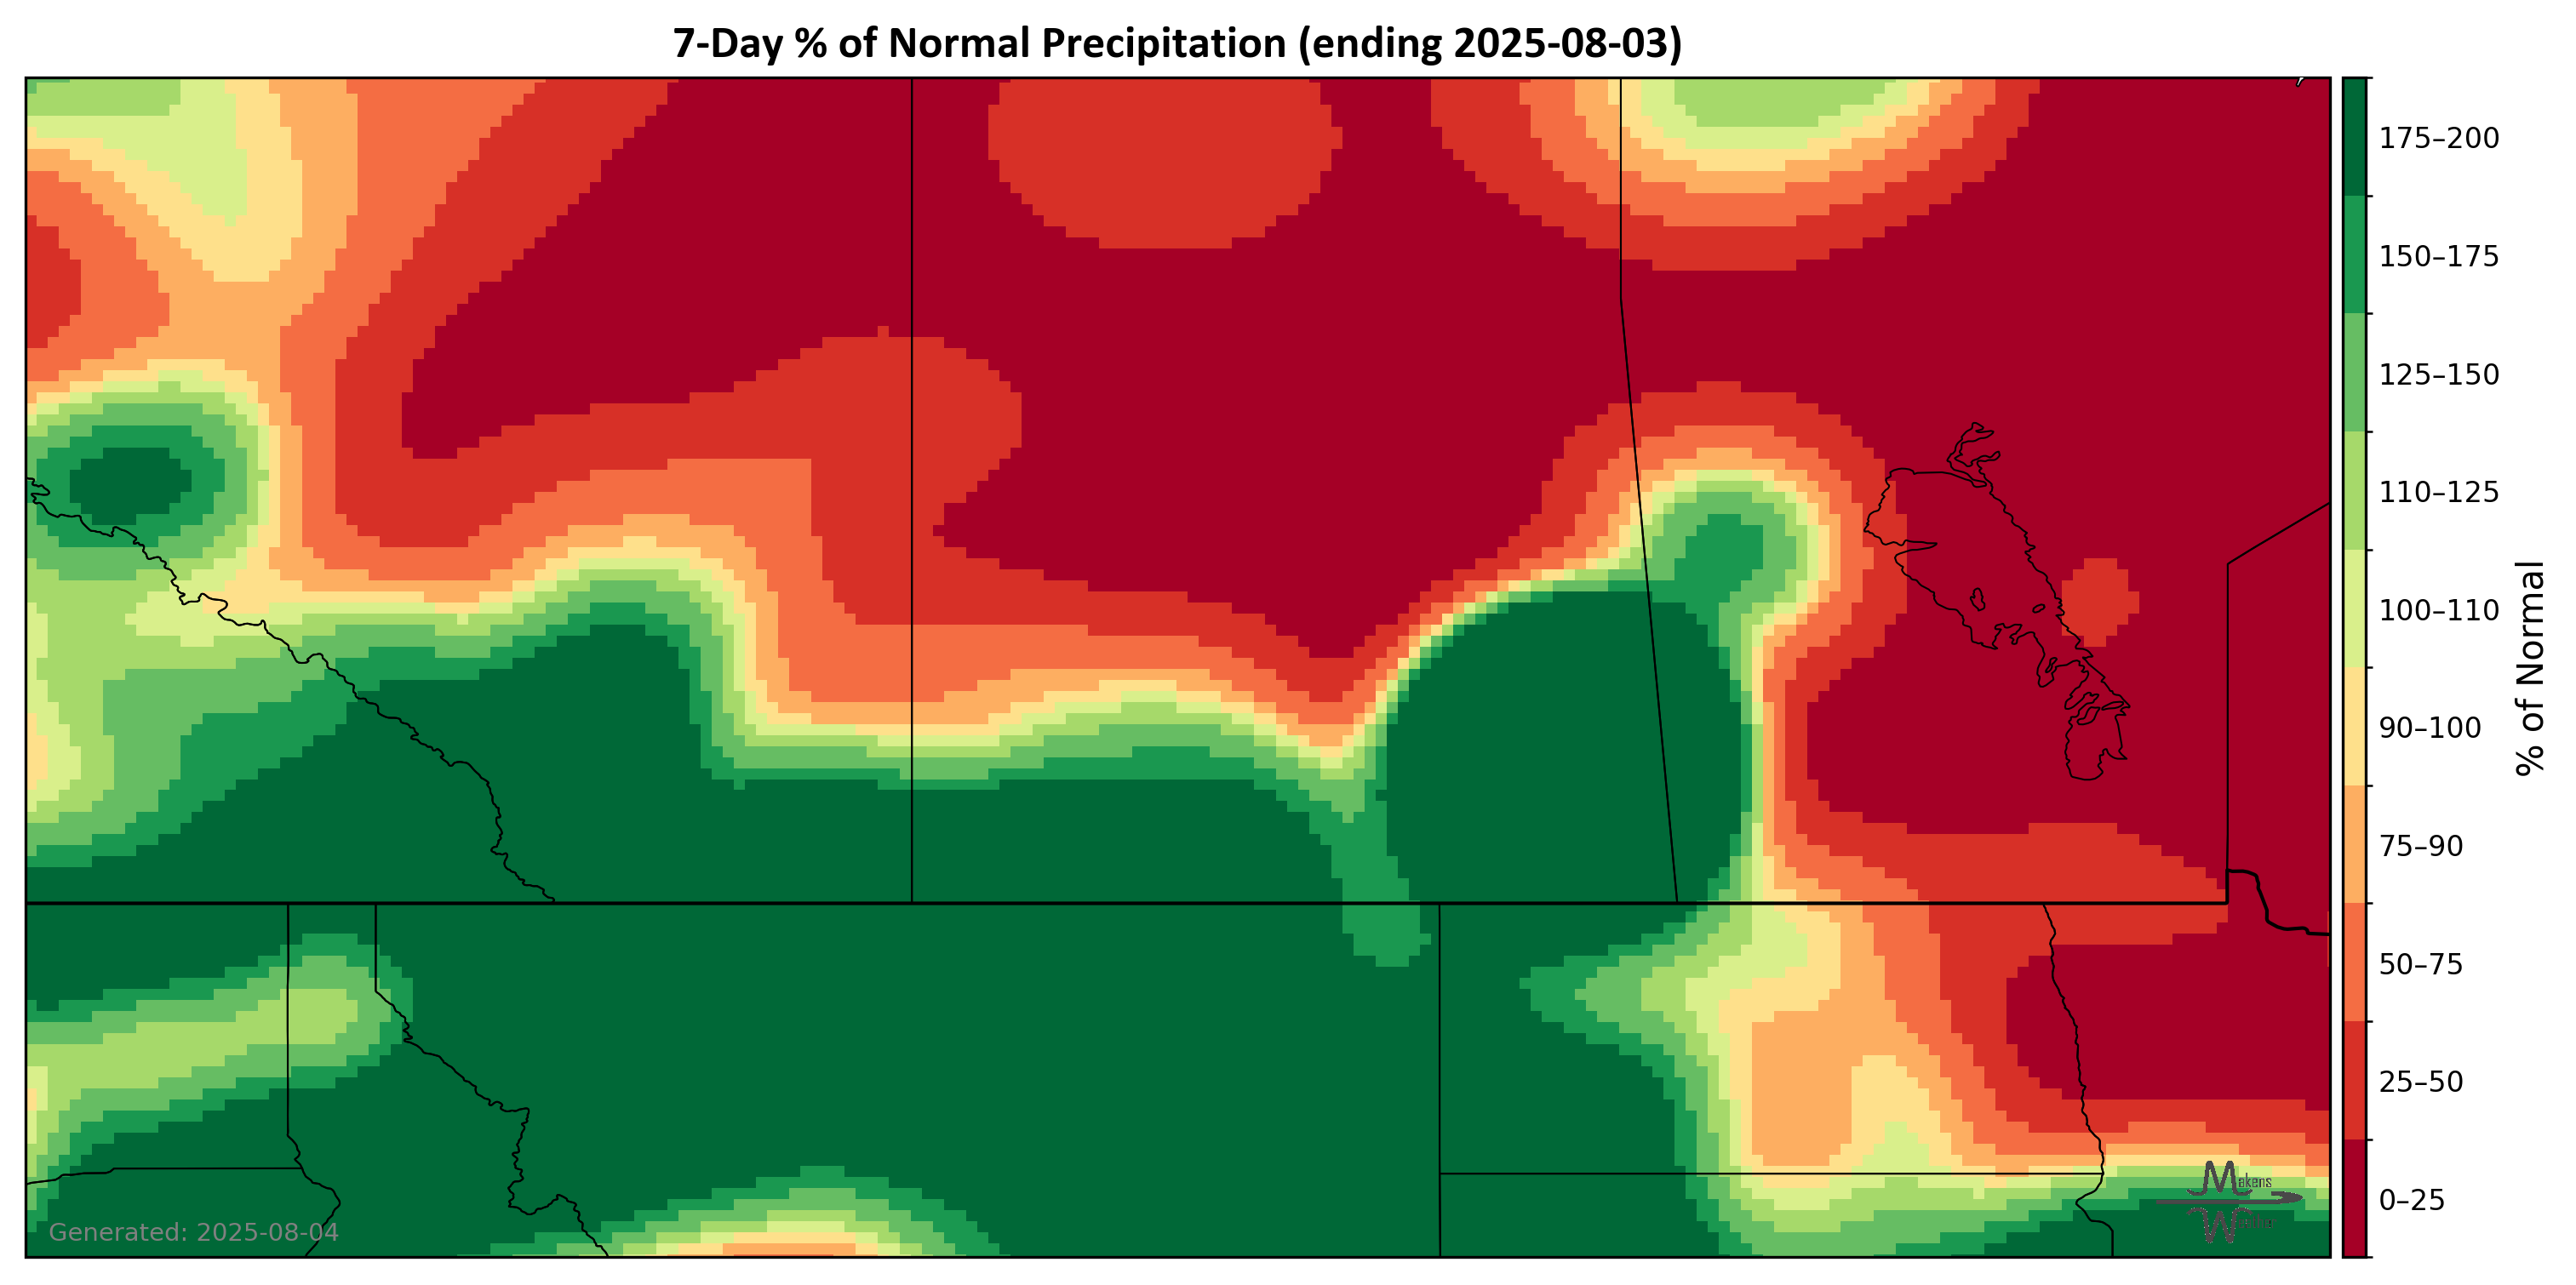 7-Day % of Normal Precipitation (ending 2025-08-03)
175–200
150–175
125–150
110–125
100–110
90–100
75–90
50–75
25–50
0–25
% of Normal
Generated: 2025-08-04
Makens